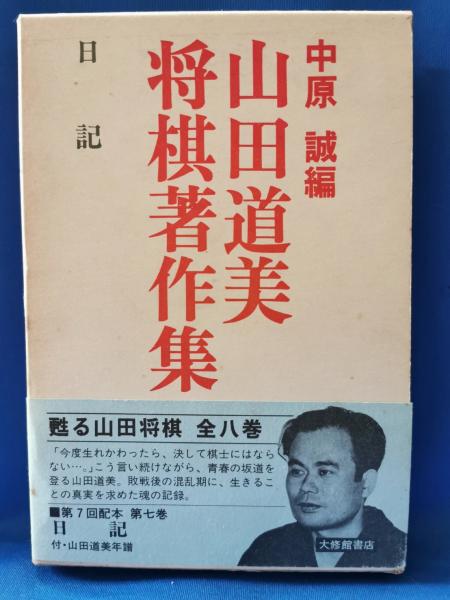 中原 誠編
山田道美
将棋著作集
日記
甦る山田将棋 全八巻
「今度生れかわったら、決して棋士にはなら
ない…。」こう言い続けながら、青春の坂道を
登る山田道美。敗戦後の混乱期に、生きるこ
との真実を求めた魂の記録。
■第7回配本 第七巻
日記
付・山田道美年譜
大修館書店